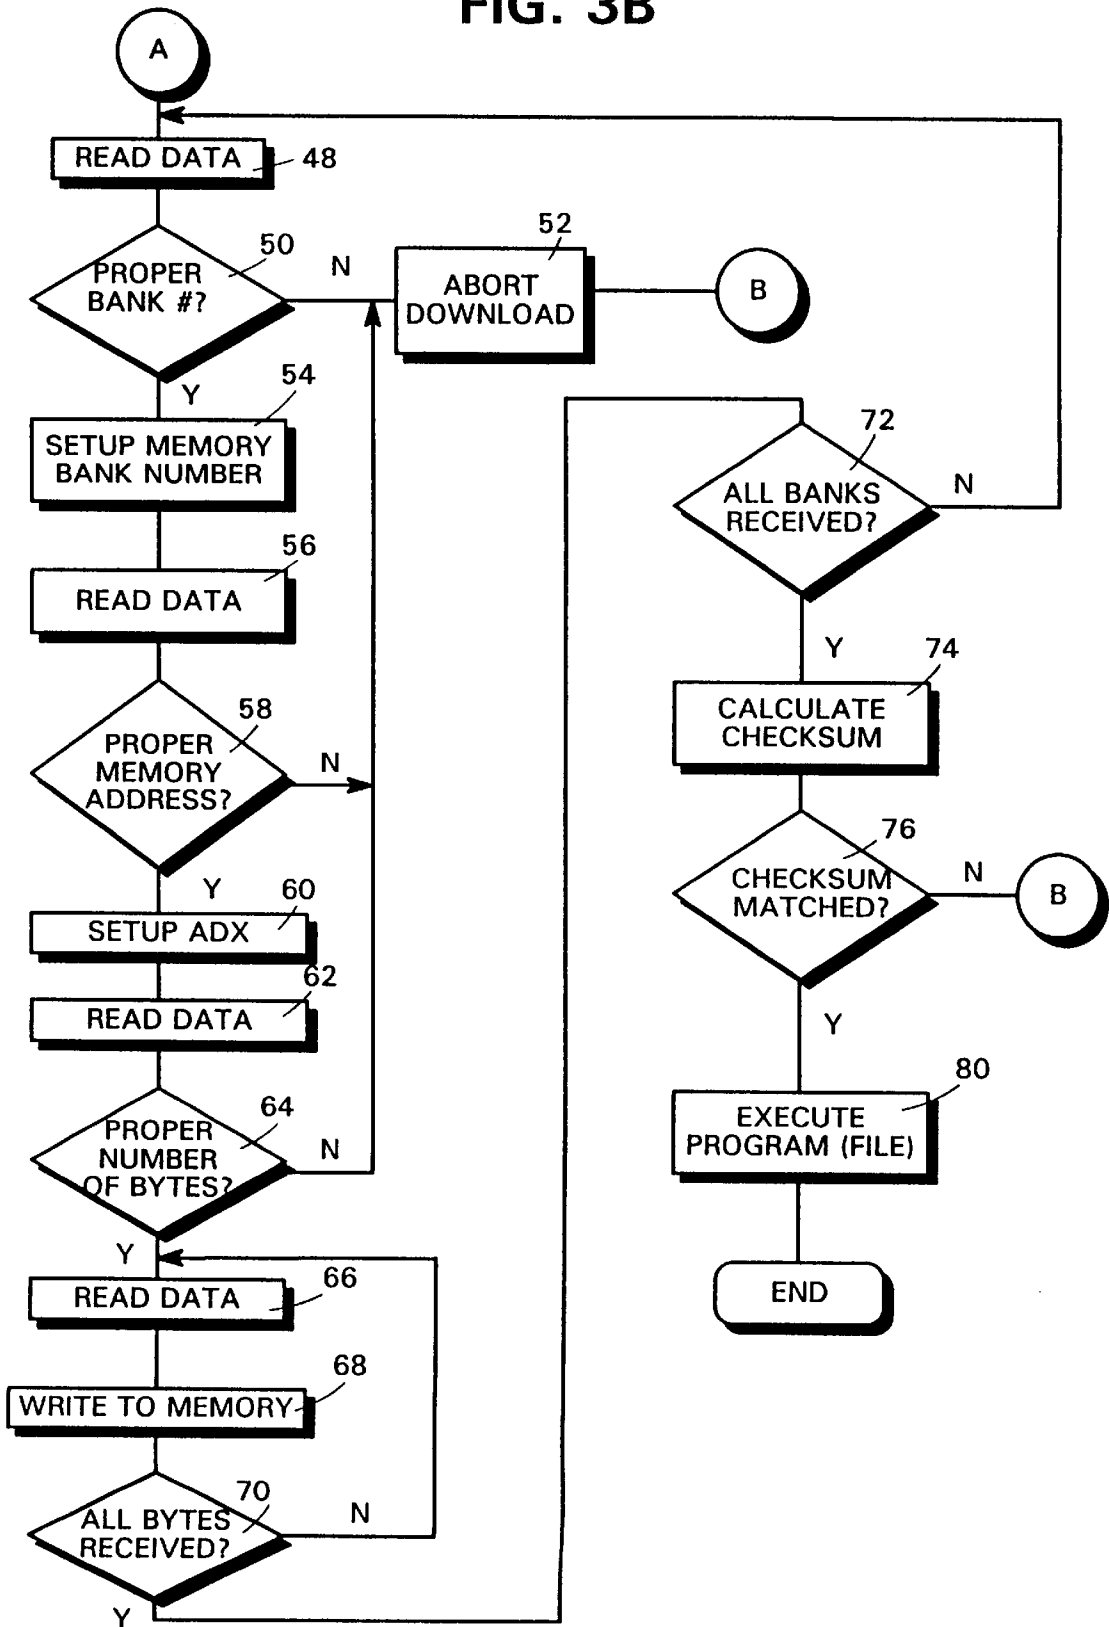 FIG. 3B
A
READ DATA
48
PROPER
BANK #?
50
N
ABORT
DOWNLOAD
52
B
Y
SETUP MEMORY
BANK NUMBER
54
READ DATA
56
PROPER
MEMORY
ADDRESS?
58
N
Y
SETUP ADX
60
READ DATA
62
PROPER
NUMBER
OF BYTES?
64
N
Y
READ DATA
66
WRITE TO MEMORY
68
ALL BYTES
RECEIVED?
70
N
Y
ALL BANKS
RECEIVED?
72
N
Y
CALCULATE
CHECKSUM
74
CHECKSUM
MATCHED?
76
N
B
Y
EXECUTE
PROGRAM (FILE)
80
END